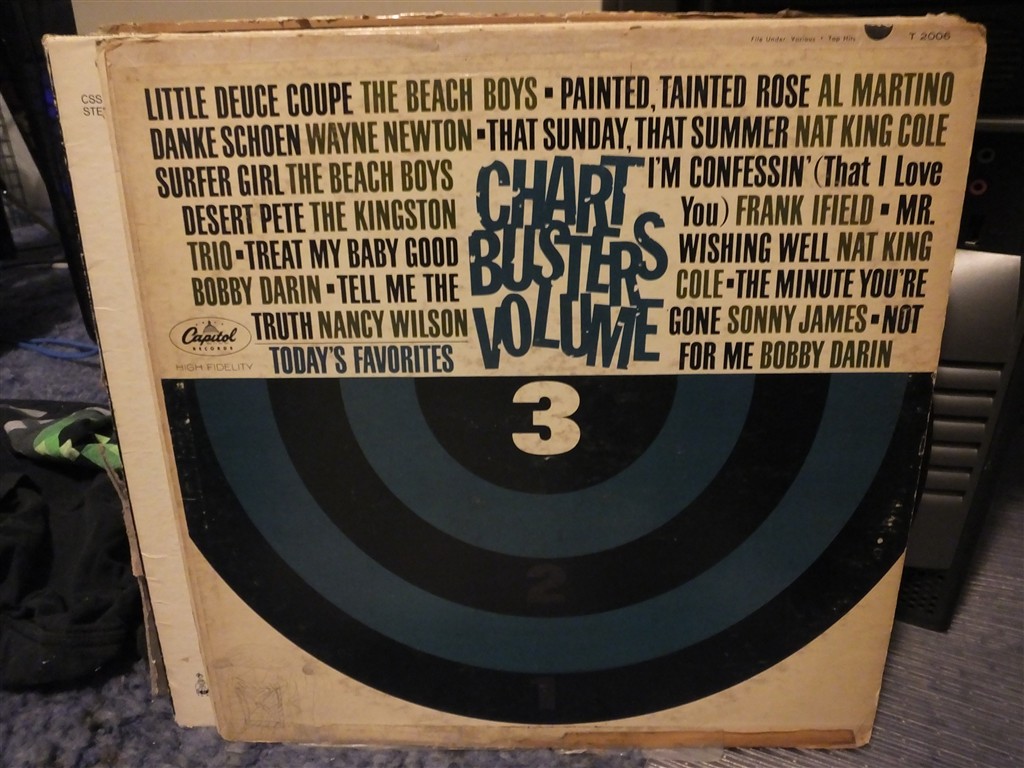 File Under: Various • Top Hits
T 2006
CSS
STE
LITTLE DEUCE COUPE THE BEACH BOYS ▪ PAINTED, TAINTED ROSE AL MARTINO
DANKE SCHOEN WAYNE NEWTON ▪ THAT SUNDAY, THAT SUMMER NAT KING COLE
SURFER GIRL THE BEACH BOYS
DESERT PETE THE KINGSTON
TRIO ▪ TREAT MY BABY GOOD
BOBBY DARIN ▪ TELL ME THE
TRUTH NANCY WILSON
TODAY'S FAVORITES
CHART
BUSTERS
VOLUME
3
I'M CONFESSIN' (That I Love
You) FRANK IFIELD ▪ MR.
WISHING WELL NAT KING
COLE ▪ THE MINUTE YOU'RE
GONE SONNY JAMES ▪ NOT
FOR ME BOBBY DARIN
Capitol
RECORDS
HIGH FIDELITY
2
1